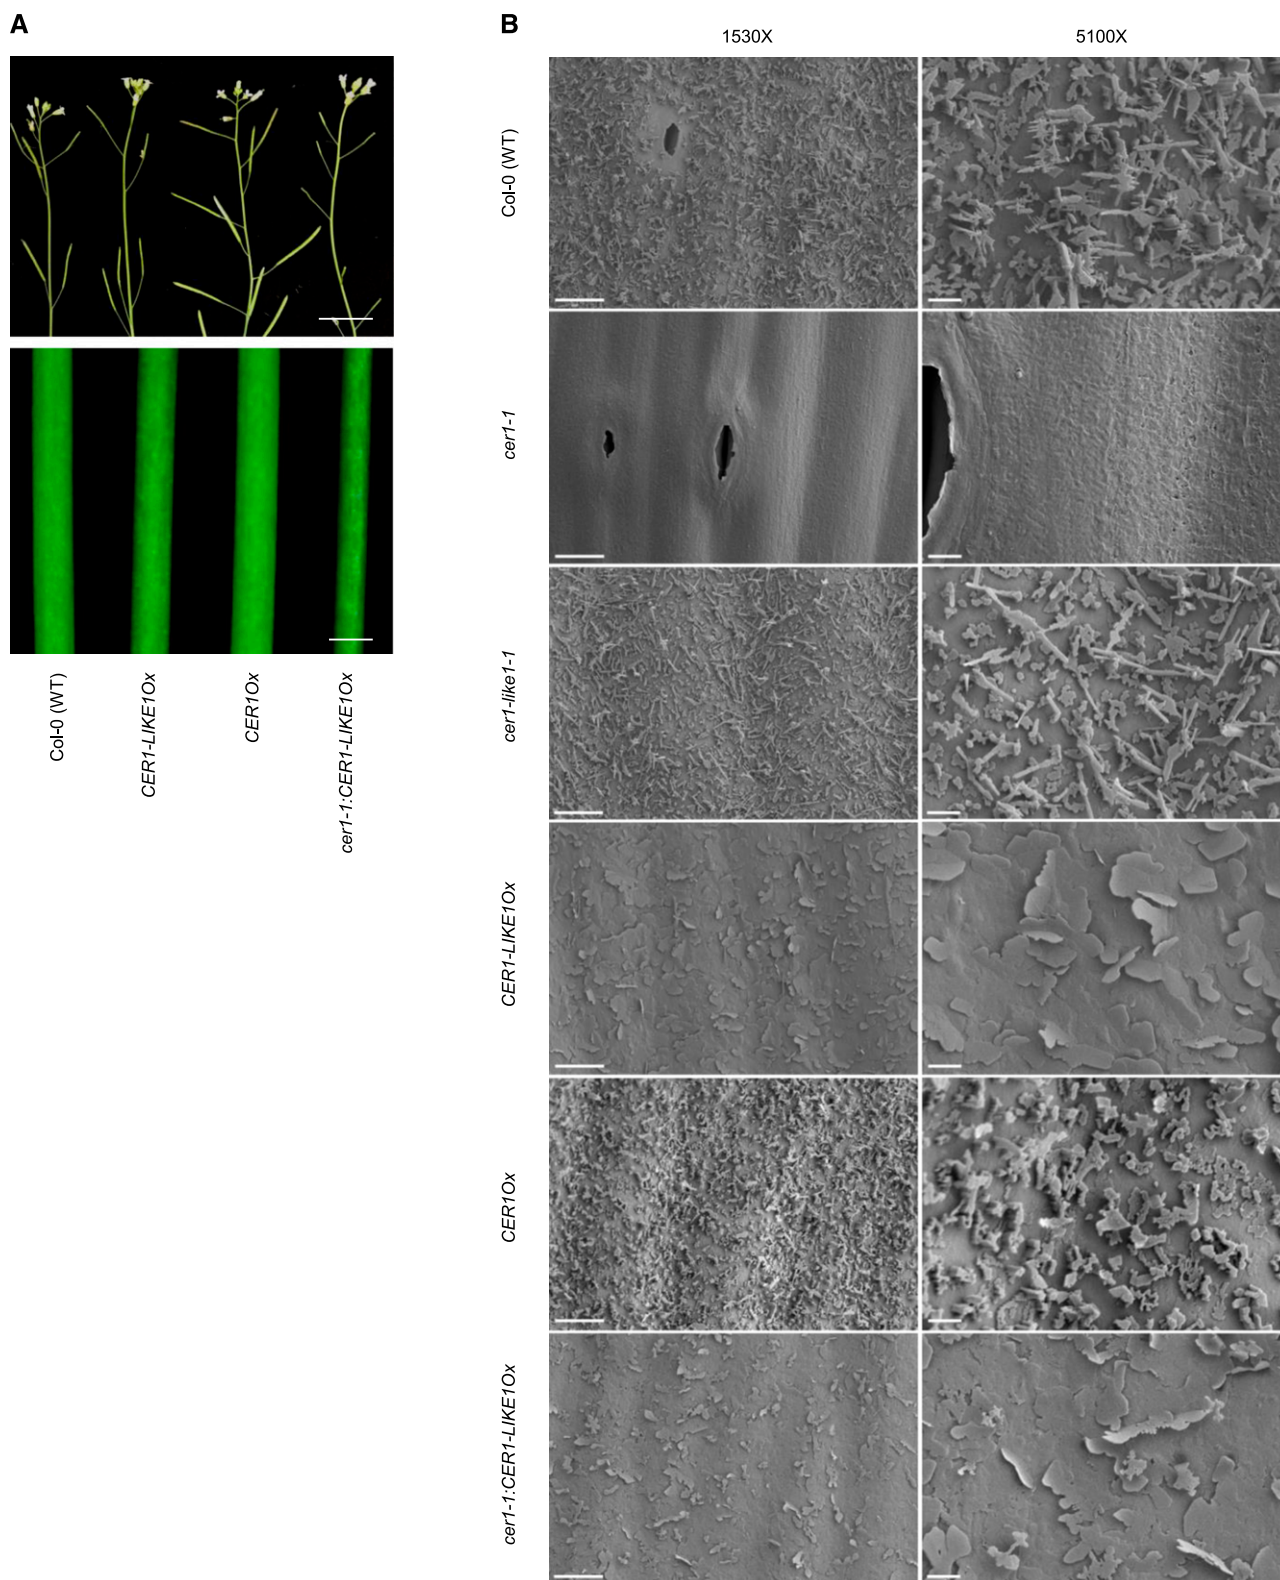 A
B
1530X
5100X
Col-0 (WT)
cer1-1
cer1-like1-1
CER1-LIKE1Ox
CER1Ox
cer1-1:CER1-LIKE1Ox
Col-0 (WT)
CER1-LIKE1Ox
CER1Ox
cer1-1:CER1-LIKE1Ox